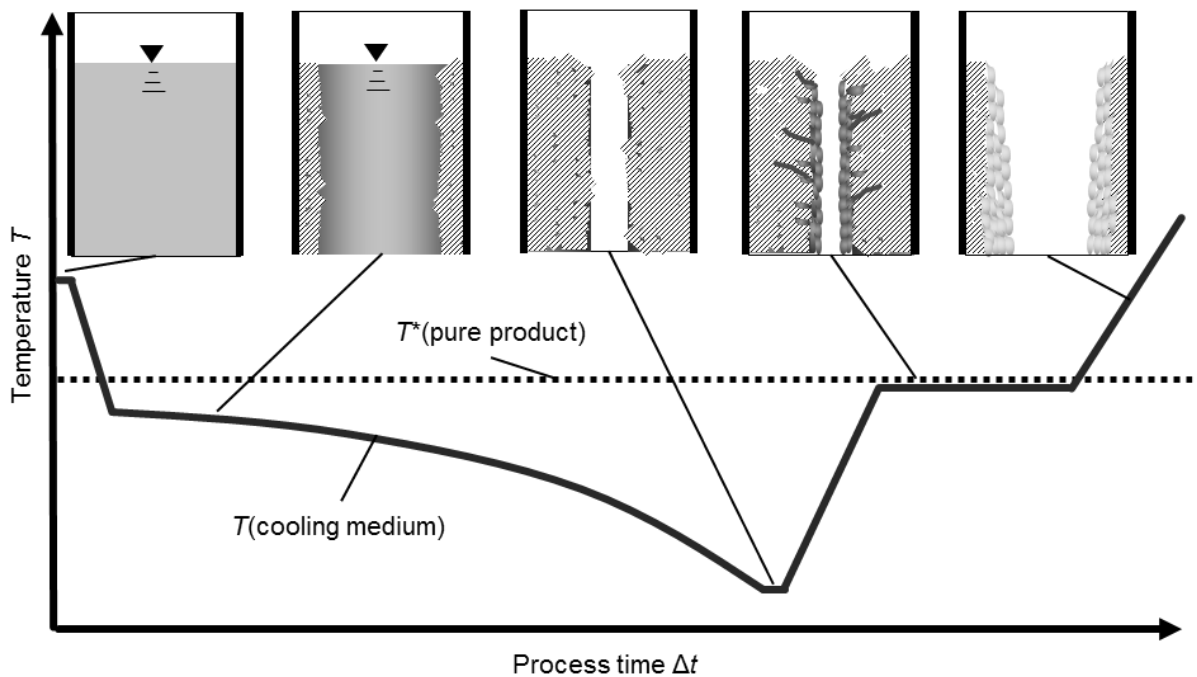 Temperature T
T*(pure product)
T(cooling medium)
Process time Δt